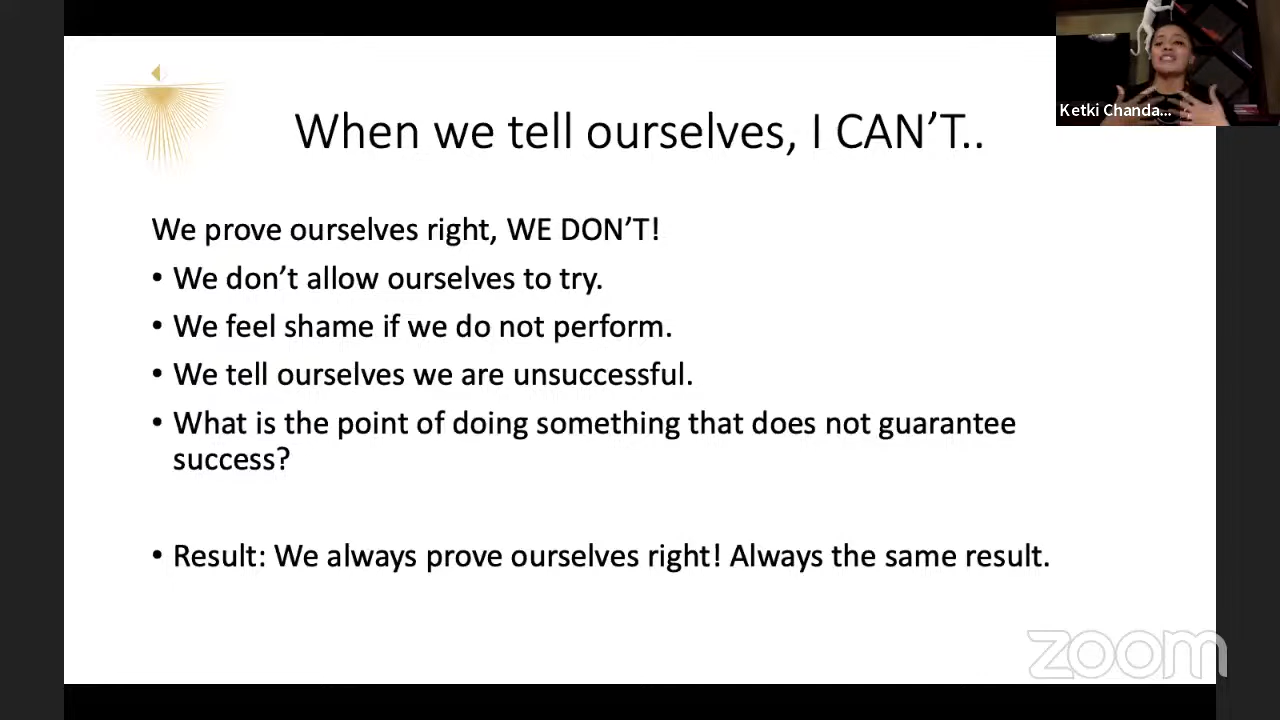 Ketki Chanda...
When we tell ourselves, I CAN’T..
We prove ourselves right, WE DON’T!
• We don’t allow ourselves to try.
• We feel shame if we do not perform.
• We tell ourselves we are unsuccessful.
• What is the point of doing something that does not guarantee
success?
• Result: We always prove ourselves right! Always the same result.
zoom